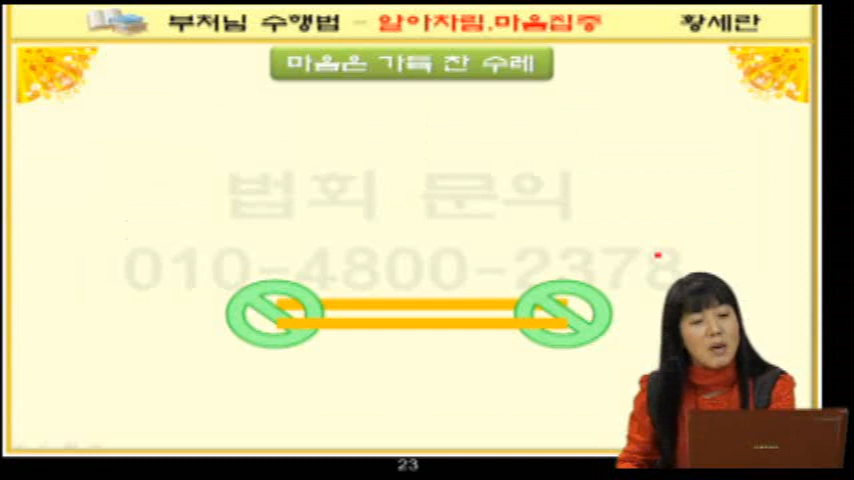 부처님 수행법 - 알아차림,마음집중 황세란
마음은 가득 찬 수레
법회 문의
010-4800-2378
23